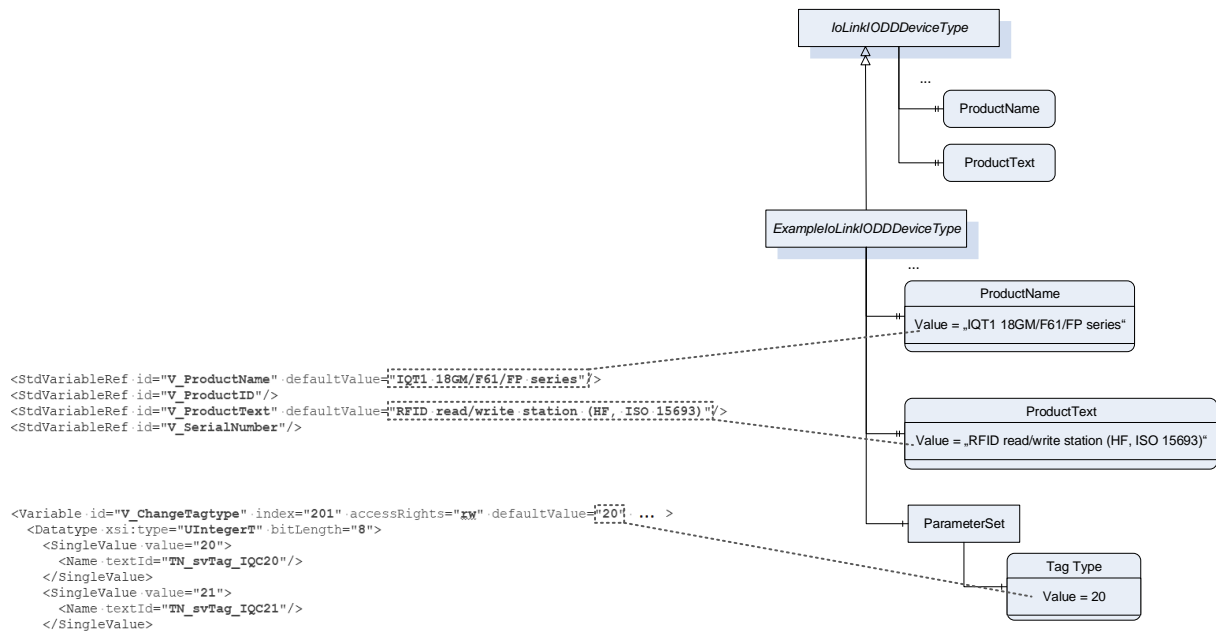 IoLinkIODDDeviceType
...
ProductName
ProductText
ExampleIoLinkIODDDeviceType
...
ProductName
Value = „IQT1 18GM/F61/FP series“
<StdVariableRef id="V_ProductName" defaultValue="IQT1 18GM/F61/FP series"/>
<StdVariableRef id="V_ProductID"/>
<StdVariableRef id="V_ProductText" defaultValue="RFID read/write station (HF, ISO 15693)"/>
<StdVariableRef id="V_SerialNumber"/>
ProductText
Value = „RFID read/write station (HF, ISO 15693)“
<Variable id="V_ChangeTagtype" index="201" accessRights="rw" defaultValue="20" ... >
<Datatype xsi:type="UIntegerT" bitLength="8">
<SingleValue value="20">
<Name textId="TN_svTag_IQC20"/>
</SingleValue>
<SingleValue value="21">
<Name textId="TN_svTag_IQC21"/>
</SingleValue>
ParameterSet
Tag Type
Value = 20